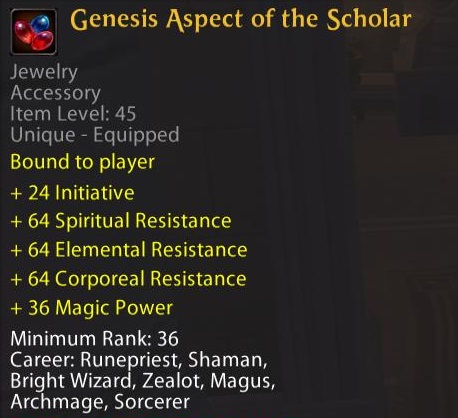 Genesis Aspect of the Scholar
Jewelry
Accessory
Item Level: 45
Unique - Equipped
Bound to player
+ 24 Initiative
+ 64 Spiritual Resistance
+ 64 Elemental Resistance
+ 64 Corporeal Resistance
+ 36 Magic Power
Minimum Rank: 36
Career: Runepriest, Shaman,
Bright Wizard, Zealot, Magus,
Archmage, Sorcerer